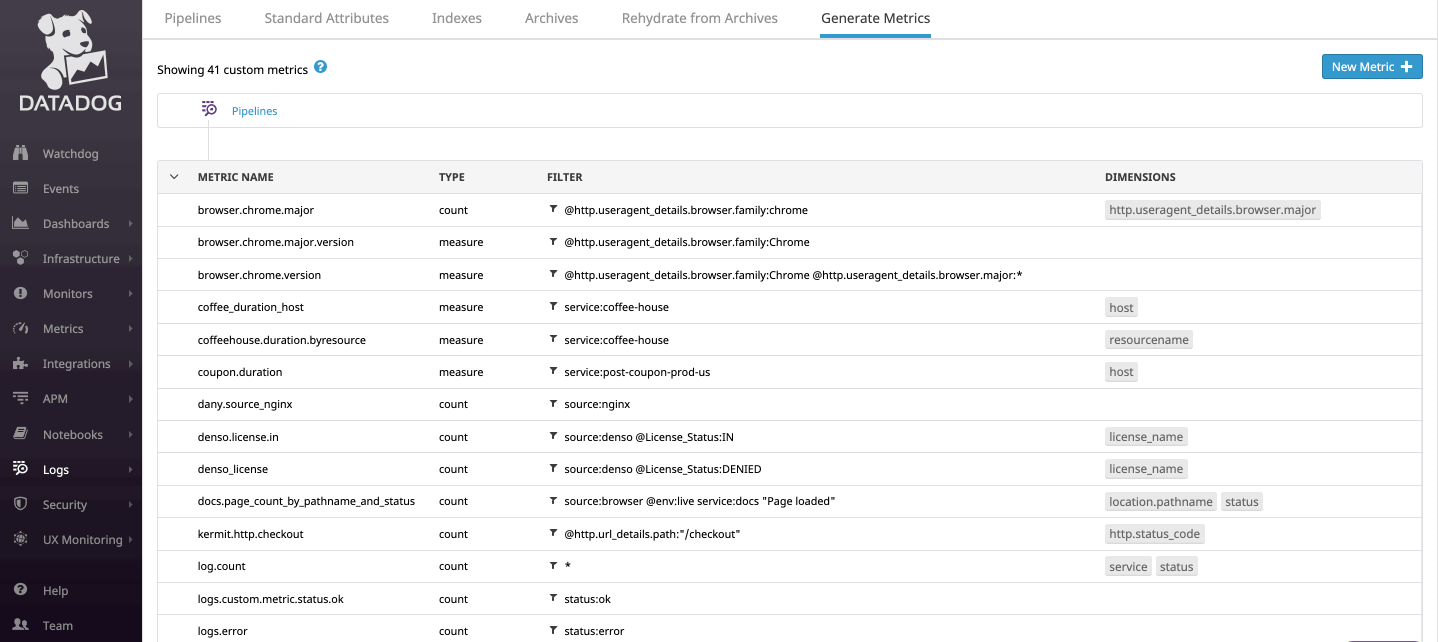 DATADOG
Watchdog
Events
Dashboards
Infrastructure
Monitors
Metrics
Integrations
APM
Notebooks
Logs
Security
UX Monitoring
Help
Team
Pipelines Standard Attributes Indexes Archives Rehydrate from Archives Generate Metrics
Showing 41 custom metrics ?
New Metric +
Pipelines
METRIC NAME TYPE FILTER DIMENSIONS
browser.chrome.major count @http.useragent_details.browser.family:chrome http.useragent_details.browser.major
browser.chrome.major.version measure @http.useragent_details.browser.family:Chrome
browser.chrome.version measure @http.useragent_details.browser.family:Chrome @http.useragent_details.browser.major:*
coffee_duration_host measure service:coffee-house host
coffeehouse.duration.byresource measure service:coffee-house resourcename
coupon.duration measure service:post-coupon-prod-us host
dany.source_nginx count source:nginx
denso.license.in count source:denso @License_Status:IN license_name
denso_license count source:denso @License_Status:DENIED license_name
docs.page_count_by_pathname_and_status count source:browser @env:live service:docs "Page loaded" location.pathname status
kermit.http.checkout count @http.url_details.path:"/checkout" http.status_code
log.count count * service status
logs.custom.metric.status.ok count status:ok
logs.error count status:error